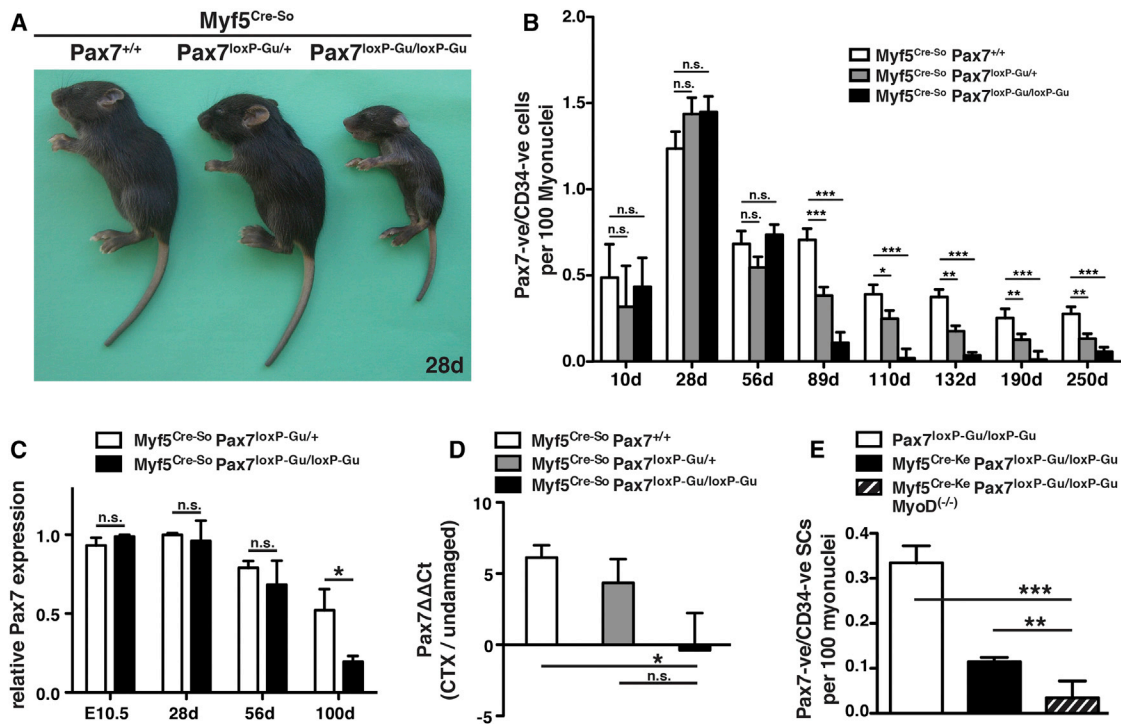 A
Myf5Cre-So
Pax7+/+ Pax7loxP-Gu/+ Pax7loxP-Gu/loxP-Gu
28d
B
Pax7-ve/CD34-ve cells
per 100 Myonuclei
2.0
1.5
1.0
0.5
0.0
Myf5Cre-So Pax7+/+
Myf5Cre-So Pax7loxP-Gu/+
Myf5Cre-So Pax7loxP-Gu/loxP-Gu
n.s. n.s. n.s. *** *** *** *** ***
n.s. n.s. n.s. *** * ** ** **
10d 28d 56d 89d 110d 132d 190d 250d
C
Myf5Cre-So Pax7loxP-Gu/+
Myf5Cre-So Pax7loxP-Gu/loxP-Gu
relative Pax7 expression
1.0
0.5
0.0
n.s. n.s. n.s. *
E10.5 28d 56d 100d
D
Myf5Cre-So Pax7+/+
Myf5Cre-So Pax7loxP-Gu/+
Myf5Cre-So Pax7loxP-Gu/loxP-Gu
Pax7ΔΔCt
(CTX / undamaged)
10
5
0
-5
*
n.s.
E
Pax7loxP-Gu/loxP-Gu
Myf5Cre-Ke Pax7loxP-Gu/loxP-Gu
Myf5Cre-Ke Pax7loxP-Gu/loxP-Gu
MyoD(-/-)
Pax7-ve/CD34-ve SCs
per 100 myonuclei
0.4
0.3
0.2
0.1
0.0
***
**